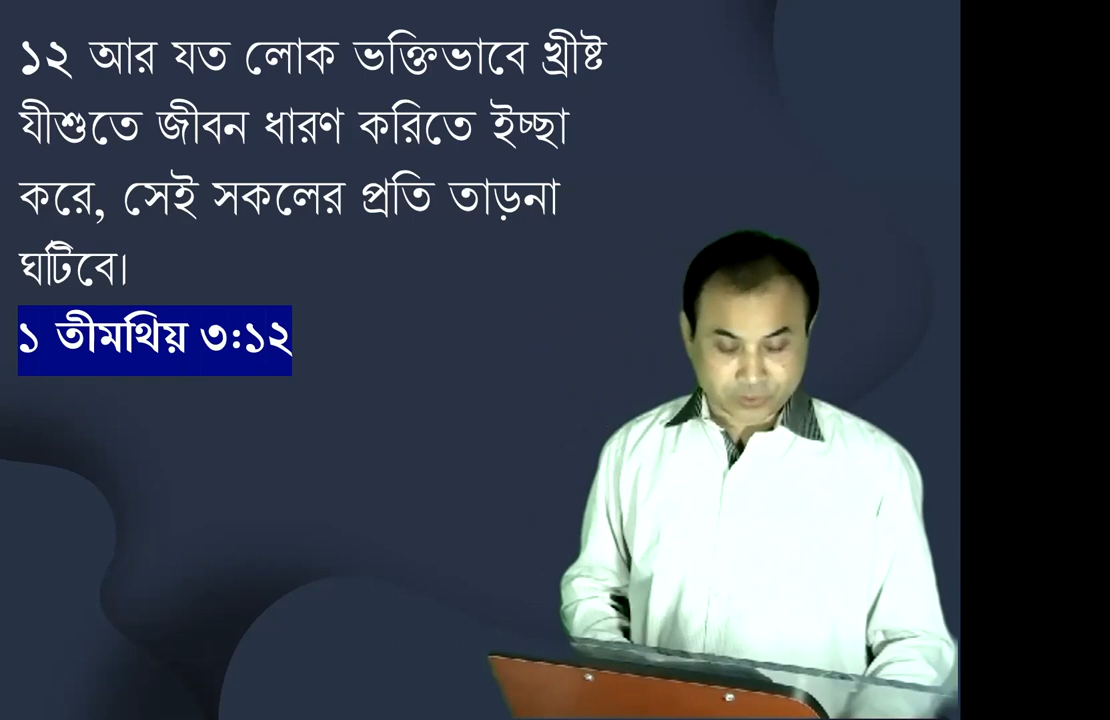 ১২ আর যত লোক ভক্তিভাবে খ্রীষ্ট
যীশুতে জীবন ধারণ করিতে ইচ্ছা
করে, সেই সকলের প্রতি তাড়না
ঘটিবে।
১ তীমথিয় ৩:১২